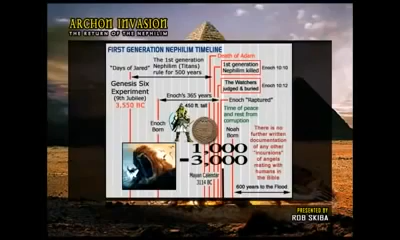 ARCHON INVASION
THE RETURN OF THE NEPHILIM
FIRST GENERATION NEPHILIM TIMELINE
Death of Adam
"Days of Jared"
The 1st generation
Nephilim (Titans)
rule for 500 years
1st generation
Nephilim killed
Enoch 10:10
The Watchers
judged & buried
Enoch 10:12
Genesis Six
Experiment
(9th Jubilee)
3,550 BC
Enoch's 365 years
450 ft. tall
Enoch "Raptured"
Time of peace
and rest from
corruption
Enoch
Born
Noah
Born
There is no
further written
documentation
of any other
"incursions"
of angels
mating with
humans in
the Bible
1,000
-3,000
Mayan Calendar
3114 BC
600 years to the Flood
PRESENTED BY
ROB SKIBA